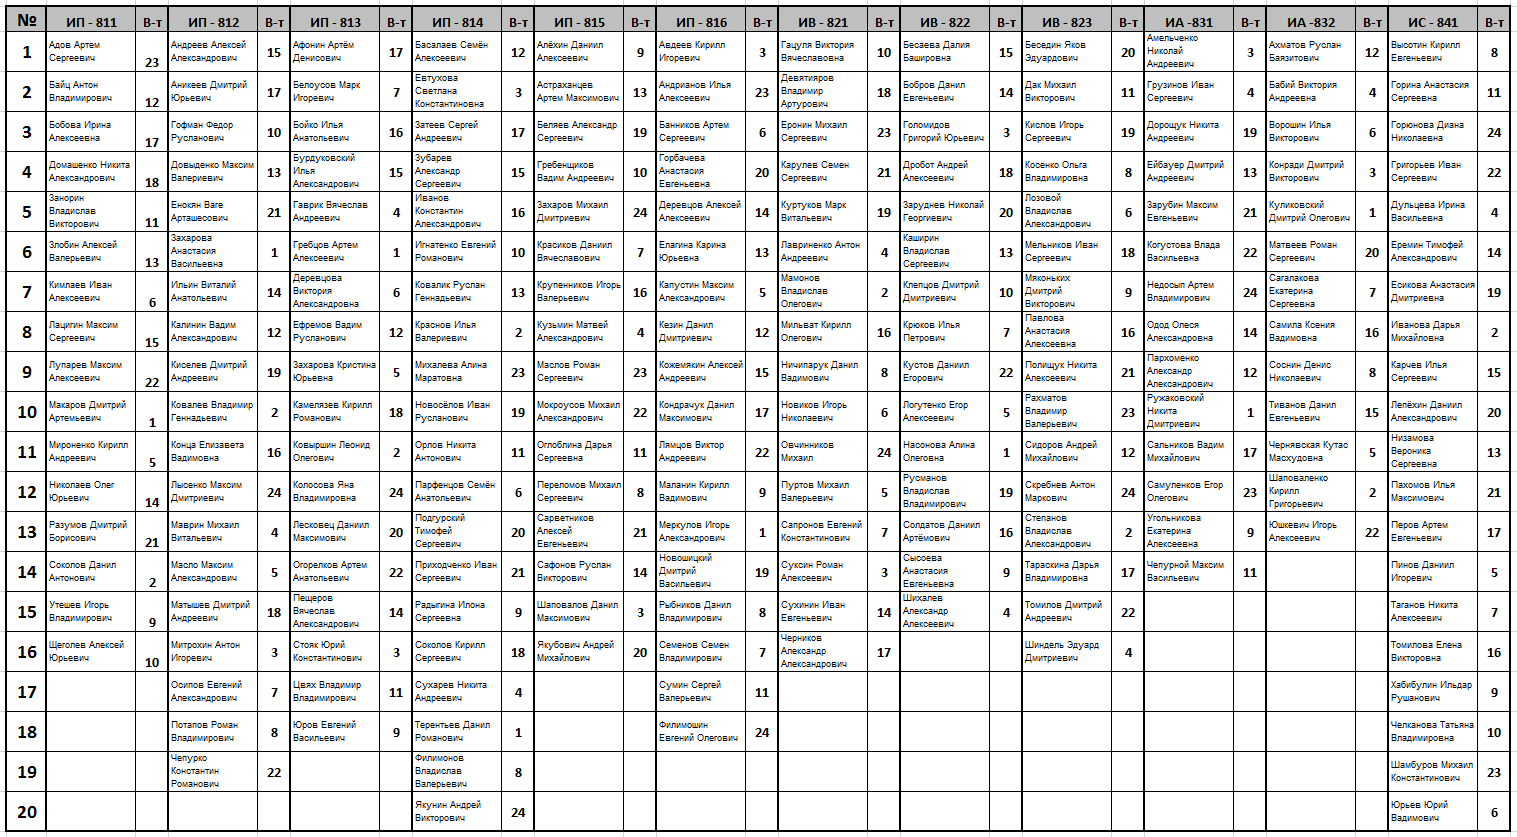 № ИП - 811 В-т ИП - 812 В-т ИП - 813 В-т ИП - 814 В-т ИП - 815 В-т ИП - 816 В-т ИВ - 821 В-т ИВ - 822 В-т ИВ - 823 В-т ИА -831 В-т ИА -832 В-т ИС - 841 В-т
1 Адов Артем Сергеевич 23 Андреев Алексей Александрович 15 Афонин Артём Денисович 17 Басалаев Семён Алексеевич 12 Алёхин Даниил Алексеевич 9 Авдеев Кирилл Игоревич 3 Гацуля Виктория Вячеславовна 10 Бесаева Далия Башировна 15 Беседин Яков Эдуардович 20 Амельченко Николай Андреевич 3 Ахматов Руслан Баязитович 12 Высотин Кирилл Евгеньевич 8
2 Байц Антон Владимирович 12 Аникеев Дмитрий Юрьевич 17 Белоусов Марк Игоревич 7 Евтухова Светлана Константиновна 3 Астраханцев Артем Максимович 13 Андрианов Илья Алексеевич 23 Девятияров Владимир Артурович 18 Бобров Данил Евгеньевич 14 Дак Михаил Викторович 11 Грузинов Иван Сергеевич 4 Бабий Виктория Андреевна 4 Горина Анастасия Сергеевна 11
3 Бобова Ирина Алексеевна 17 Гофман Федор Русланович 10 Бойко Илья Анатольевич 16 Затеев Сергей Андреевич 17 Беляев Александр Сергеевич 19 Банников Артем Сергеевич 6 Еронин Михаил Сергеевич 23 Голомидов Григорий Юрьевич 3 Кислов Игорь Сергеевич 19 Дорощук Никита Андреевич 19 Ворошин Илья Викторович 6 Горюнова Диана Николаевна 24
4 Домашенко Никита Александрович 18 Довыденко Максим Валериевич 13 Бурдуковский Илья Александрович 15 Зубарев Александр Сергеевич 15 Гребенщиков Вадим Андреевич 10 Горбачева Анастасия Евгеньевна 20 Карулев Семен Сергеевич 21 Дробот Андрей Алексеевич 18 Косенко Ольга Владимировна 8 Ейбауер Дмитрий Андреевич 13 Конради Дмитрий Викторович 3 Григорьев Иван Сергеевич 22
5 Занорин Владислав Викторович 11 Енокян Ваге Арташесович 21 Гаврик Вячеслав Андреевич 4 Иванов Константин Александрович 16 Захаров Михаил Дмитриевич 24 Деревцов Алексей Алексеевич 14 Куртуков Марк Витальевич 19 Заруднев Николай Георгиевич 20 Лозовой Владислав Александрович 6 Зарубин Максим Евгеньевич 21 Куликовский Дмитрий Олегович 1 Дульцева Ирина Васильевна 4
6 Злобин Алексей Валерьевич 13 Захарова Анастасия Васильевна 1 Гребцов Артем Алексеевич 1 Игнатенко Евгений Романович 10 Красиков Даниил Вячеславович 7 Елагина Карина Юрьевна 13 Лавриненко Антон Андреевич 4 Каширин Владислав Сергеевич 13 Мельников Иван Сергеевич 18 Когустова Влада Васильевна 22 Матвеев Роман Сергеевич 20 Еремин Тимофей Александрович 14
7 Кимлаев Иван Алексеевич 6 Ильин Виталий Анатольевич 14 Деревцова Виктория Александровна 6 Ковалик Руслан Геннадьевич 13 Крупенников Игорь Валерьевич 16 Капустин Максим Александрович 5 Мамонов Владислав Олегович 2 Клепцов Дмитрий Дмитриевич 10 Мяконьких Дмитрий Викторович 9 Недосып Артем Владимирович 24 Сагалакова Екатерина Сергеевна 7 Есикова Анастасия Дмитриевна 19
8 Лацигин Максим Сергеевич 15 Калинин Вадим Александрович 12 Ефремов Вадим Русланович 12 Краснов Илья Валериевич 2 Кузьмин Матвей Алексеевич 4 Кезин Данил Дмитриевич 12 Мильват Кирилл Олегович 16 Крюков Илья Петрович 7 Павлова Анастасия Алексеевна 16 Одод Олеся Александровна 14 Самила Ксения Вадимовна 16 Иванова Дарья Михайловна 2
9 Лупарев Максим Алексеевич 22 Киселев Дмитрий Андреевич 19 Захарова Кристина Юрьевна 5 Михалева Алина Маратовна 23 Маслов Роман Сергеевич 23 Кожемякин Алексей Андреевич 15 Ничипарук Данил Вадимович 8 Кустов Даниил Егорович 22 Полищук Никита Алексеевич 21 Пархоменко Александр Александрович 12 Соснин Денис Николаевич 8 Карчев Илья Сергеевич 15
10 Макаров Дмитрий Артемьевич 1 Ковалев Владимир Геннадьевич 2 Камелязев Кирилл Романович 18 Новосёлов Иван Русланович 19 Мокроусов Михаил Александрович 22 Кондрачук Данил Максимович 17 Новиков Игорь Николаевич 6 Логутенко Егор Алексеевич 5 Рахматов Владимир Валерьевич 23 Ружаковский Никита Дмитриевич 1 Тиванов Данил Евгеньевич 15 Лепёхин Даниил Александрович 20
11 Мироненко Кирилл Андреевич 5 Конца Елизавета Вадимовна 16 Ковыршин Леонид Олегович 2 Орлов Никита Антонович 11 Оглоблина Дарья Сергеевна 11 Лямцов Виктор Андреевич 22 Овчинников Михаил 24 Насонова Алина Олеговна 1 Сидоров Андрей Михайлович 12 Сальников Вадим Михайлович 17 Чернявская Кутас Масхудовна 5 Низамова Вероника Сергеевна 13
12 Николаев Олег Юрьевич 14 Лысенко Максим Дмитриевич 24 Колосова Яна Владимировна 24 Парфенцов Семён Анатольевич 6 Переломов Михаил Сергеевич 8 Маланин Кирилл Вадимович 9 Пуртов Михаил Валерьевич 5 Русманов Владислав Владимирович 19 Скребнев Антон Маркович 24 Самуленков Егор Олегович 23 Шаповаленко Кирилл Григорьевич 2 Пахомов Илья Максимович 21
13 Разумов Дмитрий Борисович 21 Маврин Михаил Витальевич 4 Лесковец Даниил Максимович 20 Подгурский Тимофей Сергеевич 20 Сарветников Алексей Евгеньевич 21 Меркулов Игорь Александрович 1 Сапронов Евгений Константинович 7 Солдатов Даниил Артёмович 16 Степанов Владислав Александрович 2 Угольникова Екатерина Алексеевна 9 Юшкевич Игорь Алексеевич 22 Перов Артем Евгеньевич 17
14 Соколов Данил Антонович 2 Масло Максим Александрович 5 Огорелков Артем Анатольевич 22 Приходченко Иван Сергеевич 21 Сафонов Руслан Викторович 14 Новошицкий Дмитрий Васильевич 19 Суксин Роман Алексеевич 3 Сысоева Анастасия Евгеньевна 9 Тараскина Дарья Владимировна 17 Чепурной Максим Васильевич 11 Пинов Даниил Игоревич 5
15 Утешев Игорь Владимирович 9 Матышев Дмитрий Андреевич 18 Пещеров Вячеслав Александрович 14 Радыгина Илона Сергеевна 9 Шаповалов Данил Максимович 3 Рыбников Данил Владимирович 8 Сухинин Иван Евгеньевич 14 Шихалев Александр Алексеевич 4 Томилов Дмитрий Андреевич 22 Таганов Никита Алексеевич 7
16 Щеголев Алексей Юрьевич 10 Митрохин Антон Игоревич 3 Стояк Юрий Константинович 3 Соколов Кирилл Сергеевич 18 Якубович Андрей Михайлович 20 Семенов Семен Владимирович 7 Черников Александр Александрович 17 Шиндель Эдуард Дмитриевич 4 Томилова Елена Викторовна 16
17 Осипов Евгений Александрович 7 Цвях Владимир Владимирович 11 Сухарев Никита Андреевич 4 Сумин Сергей Валерьевич 11 Хабибулин Ильдар Рушанович 9
18 Потапов Роман Владимирович 8 Юров Евгений Васильевич 9 Терентьев Данил Романович 1 Филимошин Евгений Олегович 24 Челканова Татьяна Владимировна 10
19 Чепурко Константин Романович 22 Филимонов Владислав Валерьевич 8 Шамбуров Михаил Константинович 23
20 Якунин Андрей Викторович 24 Юрьев Юрий Вадимович 6